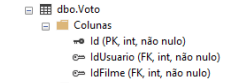 dbo.Voto
Colunas
Id (PK, int, não nulo)
IdUsuario (FK, int, não nulo)
IdFilme (FK, int, não nulo)